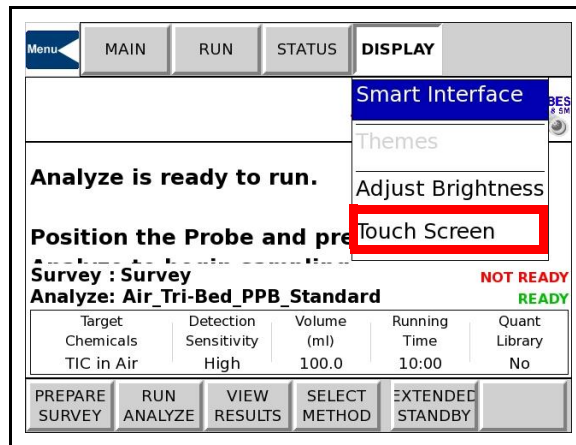 Menu MAIN RUN STATUS DISPLAY
Smart Interface
Themes
Adjust Brightness
Touch Screen
Analyze is ready to run.
Position the Probe and pre
Survey : Survey NOT READY
Analyze: Air_Tri-Bed_PPB_Standard READY
Target Chemicals
Detection Sensitivity
Volume (ml)
Running Time
Quant Library
TIC in Air High 100.0 10:00 No
PREPARE SURVEY
RUN ANALYZE
VIEW RESULTS
SELECT METHOD
EXTENDED STANDBY